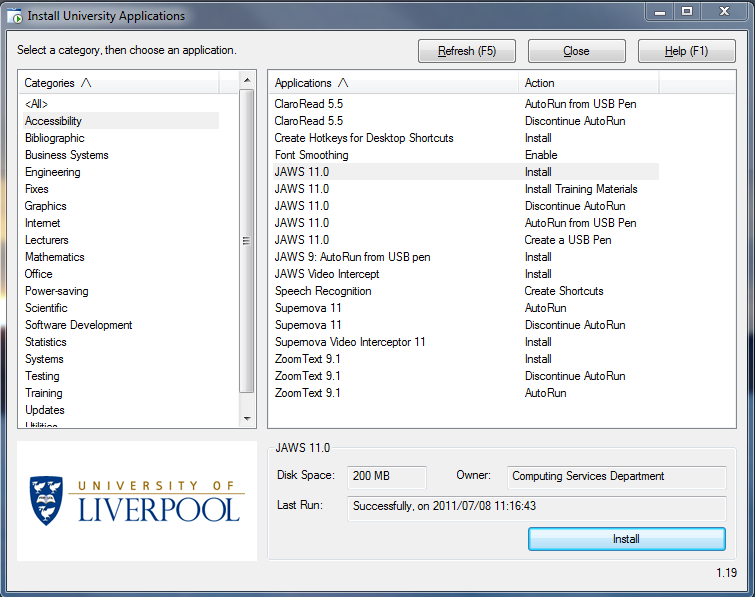 Install University Applications
Select a category, then choose an application.
Refresh (F5) Close Help (F1)
Categories
<All>
Accessibility
Bibliographic
Business Systems
Engineering
Fixes
Graphics
Internet
Lecturers
Mathematics
Office
Power-saving
Scientific
Software Development
Statistics
Systems
Testing
Training
Updates
Utilities
Applications Action
ClaroRead 5.5 AutoRun from USB Pen
ClaroRead 5.5 Discontinue AutoRun
Create Hotkeys for Desktop Shortcuts Install
Font Smoothing Enable
JAWS 11.0 Install
JAWS 11.0 Install Training Materials
JAWS 11.0 Discontinue AutoRun
JAWS 11.0 AutoRun from USB Pen
JAWS 11.0 Create a USB Pen
JAWS 9: AutoRun from USB pen Install
JAWS Video Intercept Install
Speech Recognition Create Shortcuts
Supernova 11 AutoRun
Supernova 11 Discontinue AutoRun
Supernova Video Interceptor 11 Install
ZoomText 9.1 Install
ZoomText 9.1 Discontinue AutoRun
ZoomText 9.1 AutoRun
UNIVERSITY OF
LIVERPOOL
JAWS 11.0
Disk Space: 200 MB Owner: Computing Services Department
Last Run: Successfully, on 2011/07/08 11:16:43
Install
1.19